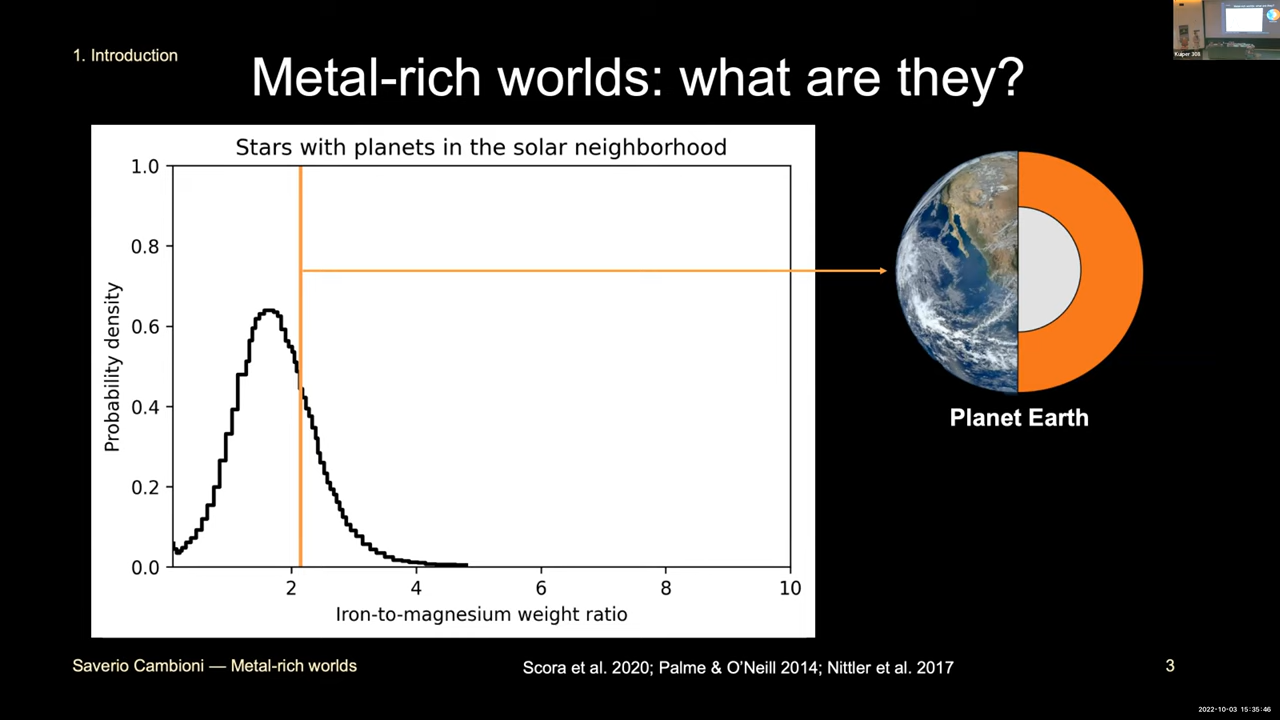 1. Introduction
Metal-rich worlds: what are they?
Kuiper 308
Stars with planets in the solar neighborhood
1.0
0.8
0.6
0.4
0.2
0.0
Probability density
2 4 6 8 10
Iron-to-magnesium weight ratio
Planet Earth
Saverio Cambioni — Metal-rich worlds
Scora et al. 2020; Palme & O’Neill 2014; Nittler et al. 2017
3
2022-10-03 15:35:46